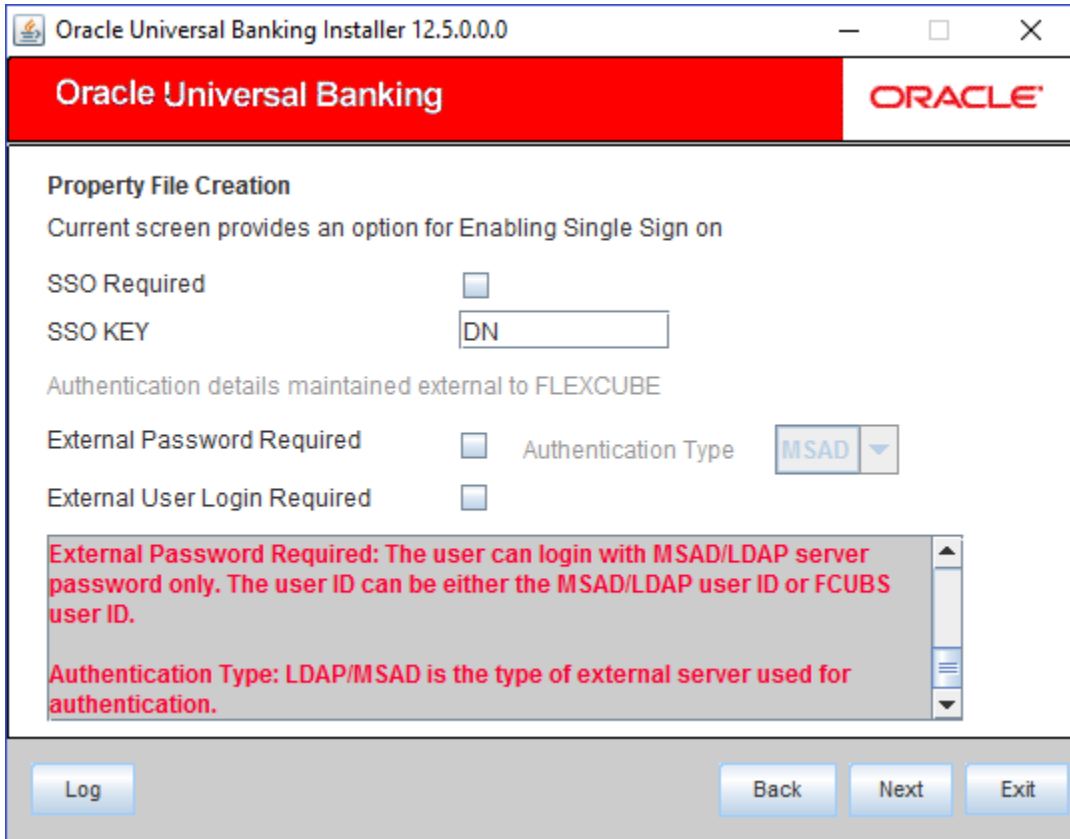 Oracle Universal Banking Installer 12.5.0.0.0
Oracle Universal Banking
ORACLE
Property File Creation
Current screen provides an option for Enabling Single Sign on
SSO Required
SSO KEY
DN
Authentication details maintained external to FLEXCUBE
External Password Required
Authentication Type
MSAD
External User Login Required
External Password Required: The user can login with MSAD/LDAP server
password only. The user ID can be either the MSAD/LDAP user ID or FCUBS
user ID.
Authentication Type: LDAP/MSAD is the type of external server used for
authentication.
Log
Back
Next
Exit